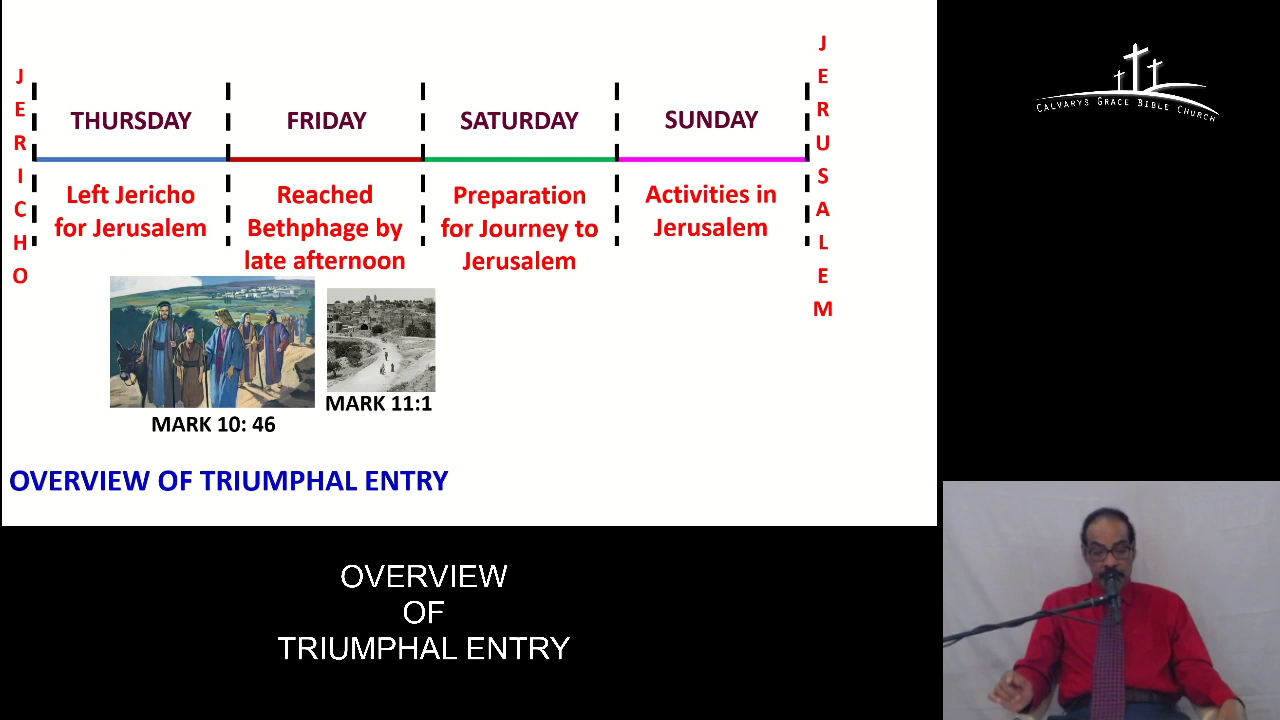 JERICHO
THURSDAY
FRIDAY
SATURDAY
SUNDAY
JERUSALEM
Left Jericho
for Jerusalem
Reached
Bethphage by
late afternoon
Preparation
for Journey to
Jerusalem
Activities in
Jerusalem
MARK 10: 46
MARK 11:1
OVERVIEW OF TRIUMPHAL ENTRY
OVERVIEW
OF
TRIUMPHAL ENTRY
CALVARYS GRACE BIBLE CHURCH